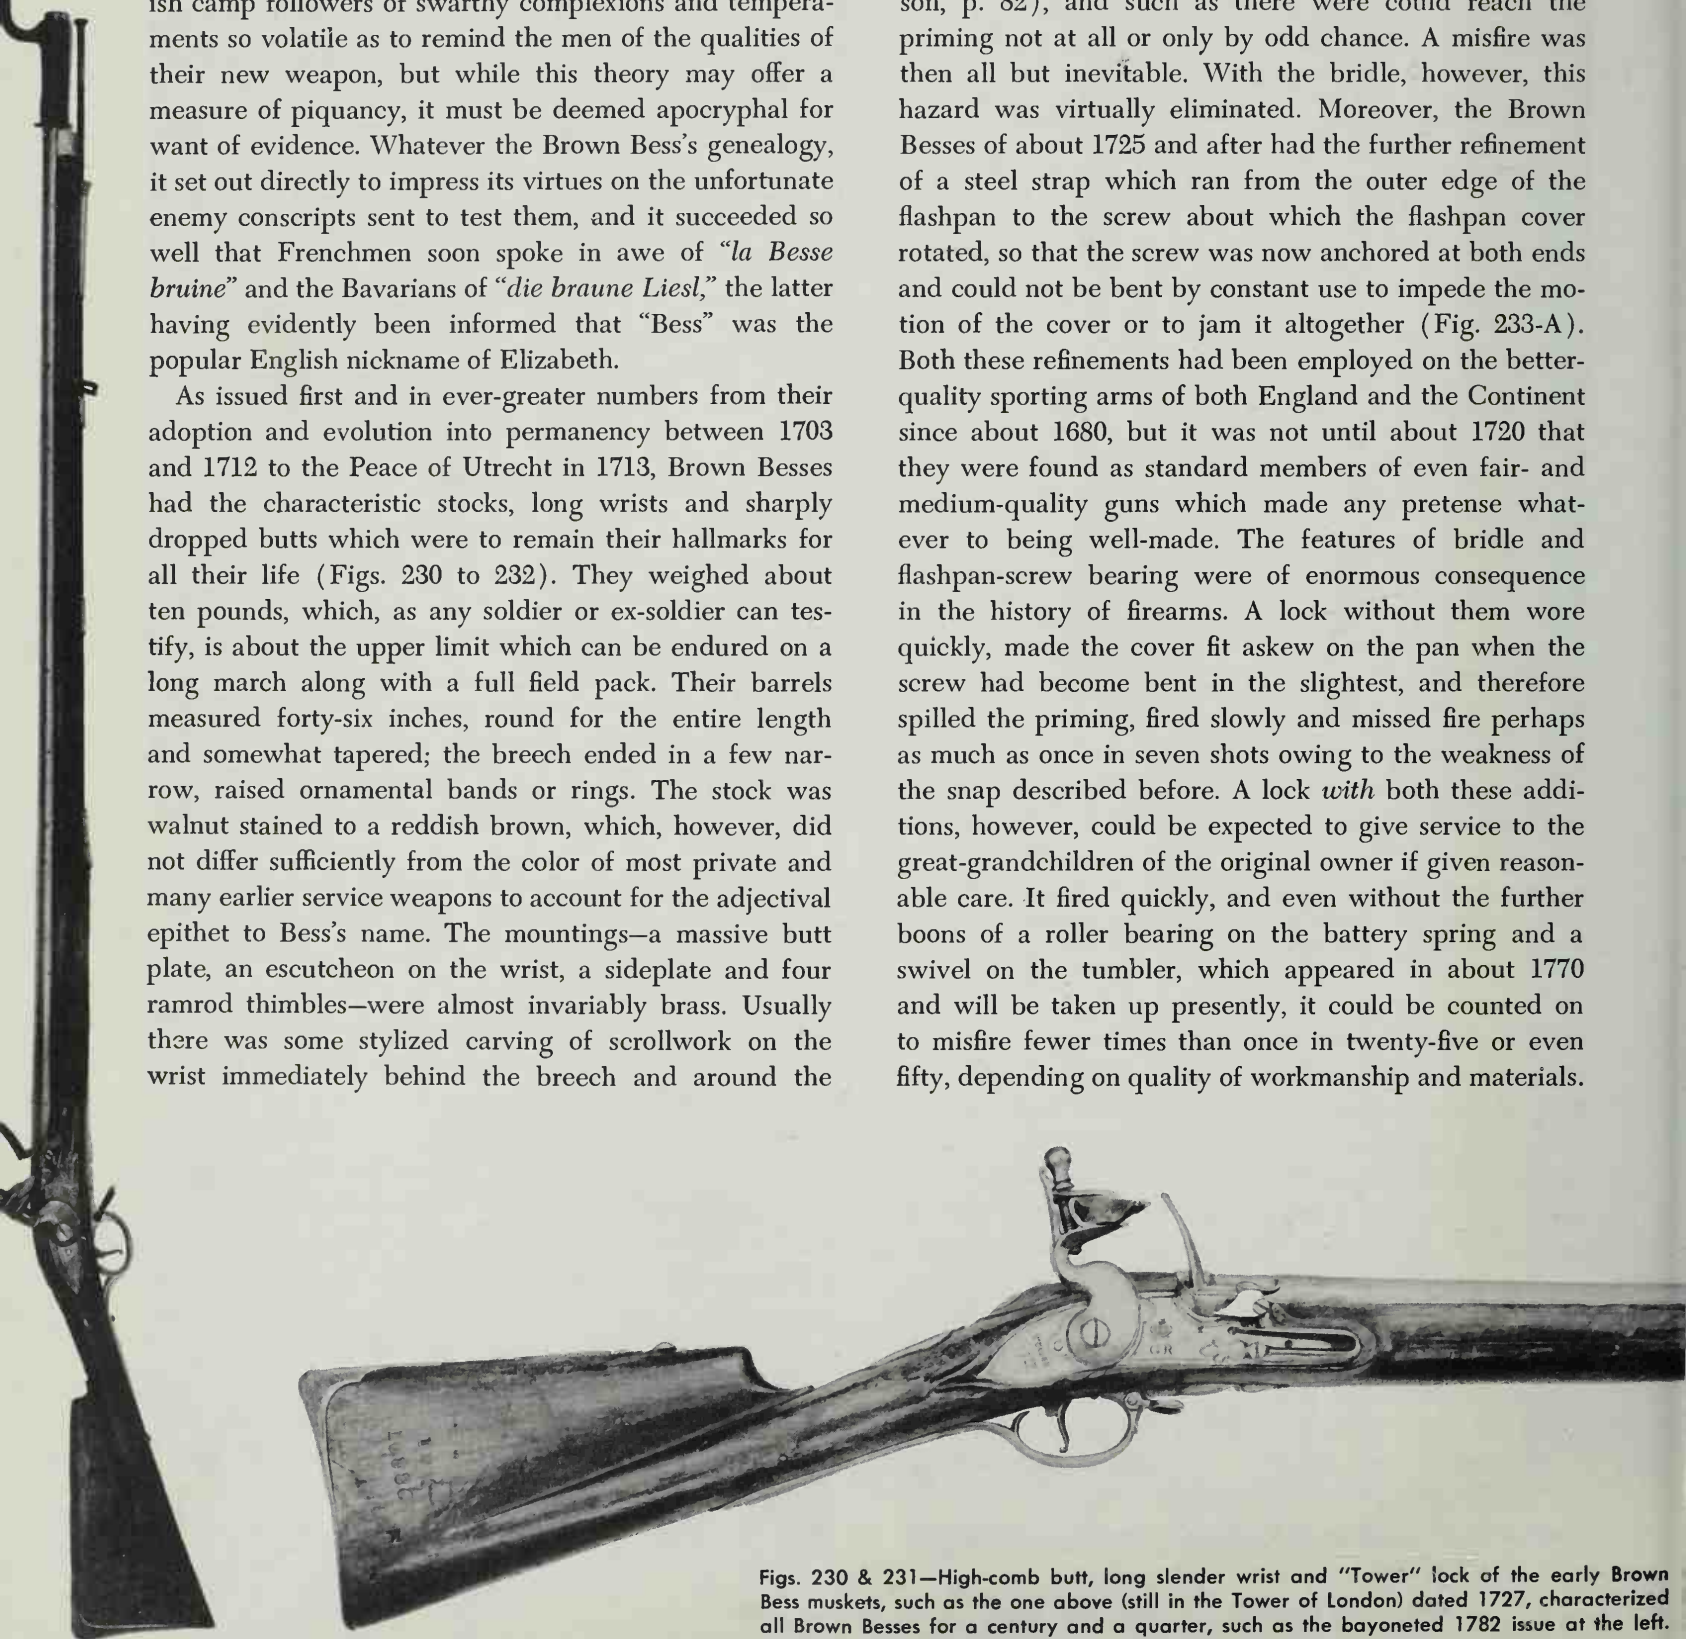 ish camp followers of swarthy complexions and tempera-
ments so volatile as to remind the men of the qualities of
their new weapon, but while this theory may offer a
measure of piquancy, it must be deemed apocryphal for
want of evidence. Whatever the Brown Bess's genealogy,
it set out directly to impress its virtues on the unfortunate
enemy conscripts sent to test them, and it succeeded so
well that Frenchmen soon spoke in awe of “la Besse
bruine” and the Bavarians of “die braune Liesl,” the latter
having evidently been informed that “Bess” was the
popular English nickname of Elizabeth.
As issued first and in ever-greater numbers from their
adoption and evolution into permanency between 1703
and 1712 to the Peace of Utrecht in 1713, Brown Besses
had the characteristic stocks, long wrists and sharply
dropped butts which were to remain their hallmarks for
all their life (Figs. 230 to 232). They weighed about
ten pounds, which, as any soldier or ex-soldier can tes-
tify, is about the upper limit which can be endured on a
long march along with a full field pack. Their barrels
measured forty-six inches, round for the entire length
and somewhat tapered; the breech ended in a few nar-
row, raised ornamental bands or rings. The stock was
walnut stained to a reddish brown, which, however, did
not differ sufficiently from the color of most private and
many earlier service weapons to account for the adjectival
epithet to Bess's name. The mountings—a massive butt
plate, an escutcheon on the wrist, a sideplate and four
ramrod thimbles—were almost invariably brass. Usually
there was some stylized carving of scrollwork on the
wrist immediately behind the breech and around the
son, p. 82), and such as there were could reach the
priming not at all or only by odd chance. A misfire was
then all but inevitable. With the bridle, however, this
hazard was virtually eliminated. Moreover, the Brown
Besses of about 1725 and after had the further refinement
of a steel strap which ran from the outer edge of the
flashpan to the screw about which the flashpan cover
rotated, so that the screw was now anchored at both ends
and could not be bent by constant use to impede the mo-
tion of the cover or to jam it altogether (Fig. 233-A).
Both these refinements had been employed on the better-
quality sporting arms of both England and the Continent
since about 1680, but it was not until about 1720 that
they were found as standard members of even fair- and
medium-quality guns which made any pretense what-
ever to being well-made. The features of bridle and
flashpan-screw bearing were of enormous consequence
in the history of firearms. A lock without them wore
quickly, made the cover fit askew on the pan when the
screw had become bent in the slightest, and therefore
spilled the priming, fired slowly and missed fire perhaps
as much as once in seven shots owing to the weakness of
the snap described before. A lock with both these addi-
tions, however, could be expected to give service to the
great-grandchildren of the original owner if given reason-
able care. It fired quickly, and even without the further
boons of a roller bearing on the battery spring and a
swivel on the tumbler, which appeared in about 1770
and will be taken up presently, it could be counted on
to misfire fewer times than once in twenty-five or even
fifty, depending on quality of workmanship and materials.
GR
Figs. 230 & 231—High-comb butt, long slender wrist and “Tower” lock of the early Brown
Bess muskets, such as the one above (still in the Tower of London) dated 1727, characterized
all Brown Besses for a century and a quarter, such as the bayoneted 1782 issue at the left.